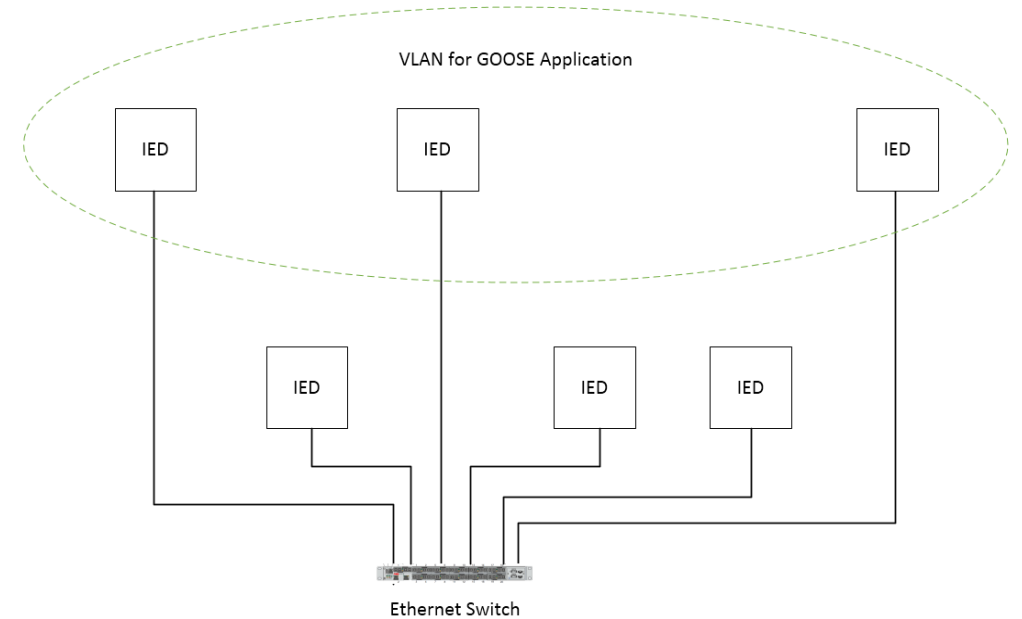 VLAN for GOOSE Application
IED
IED
IED
IED
IED
IED
Ethernet Switch